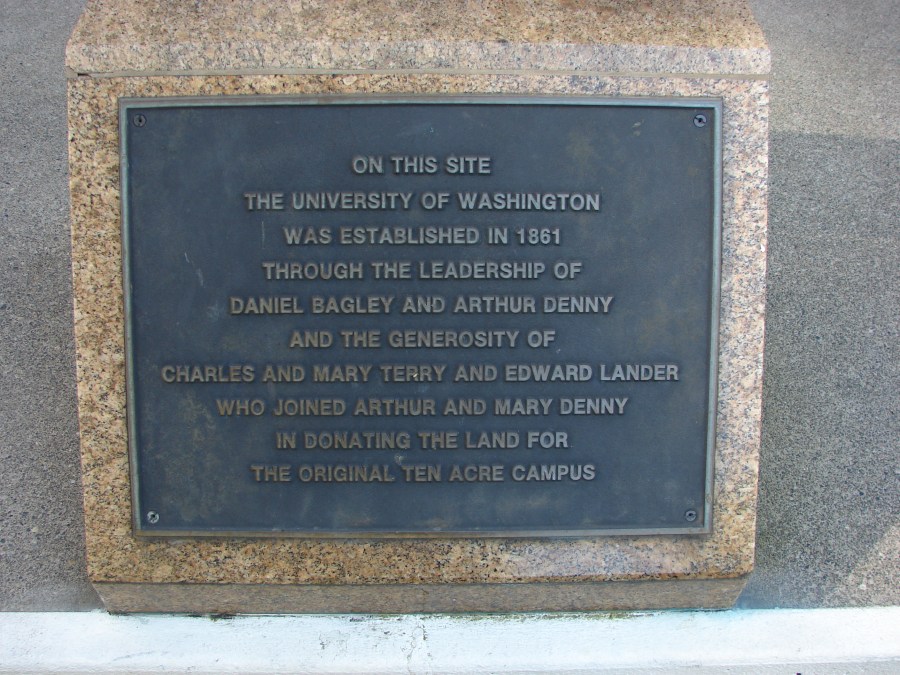 ON THIS SITE
THE UNIVERSITY OF WASHINGTON
WAS ESTABLISHED IN 1861
THROUGH THE LEADERSHIP OF
DANIEL BAGLEY AND ARTHUR DENNY
AND THE GENEROSITY OF
CHARLES AND MARY TERRY AND EDWARD LANDER
WHO JOINED ARTHUR AND MARY DENNY
IN DONATING THE LAND FOR
THE ORIGINAL TEN ACRE CAMPUS